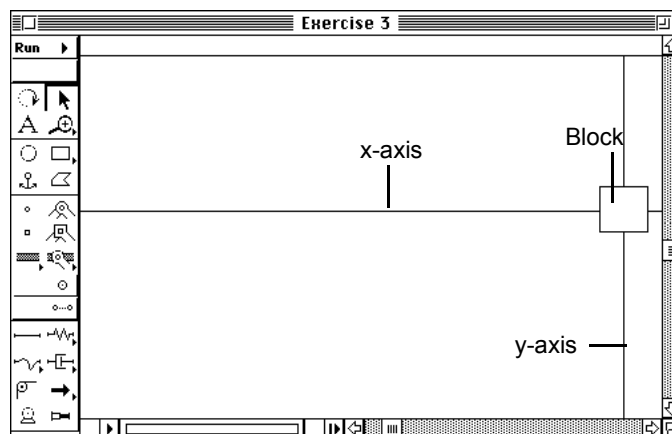 Exercise 3
Run
A
x-axis
Block
y-axis